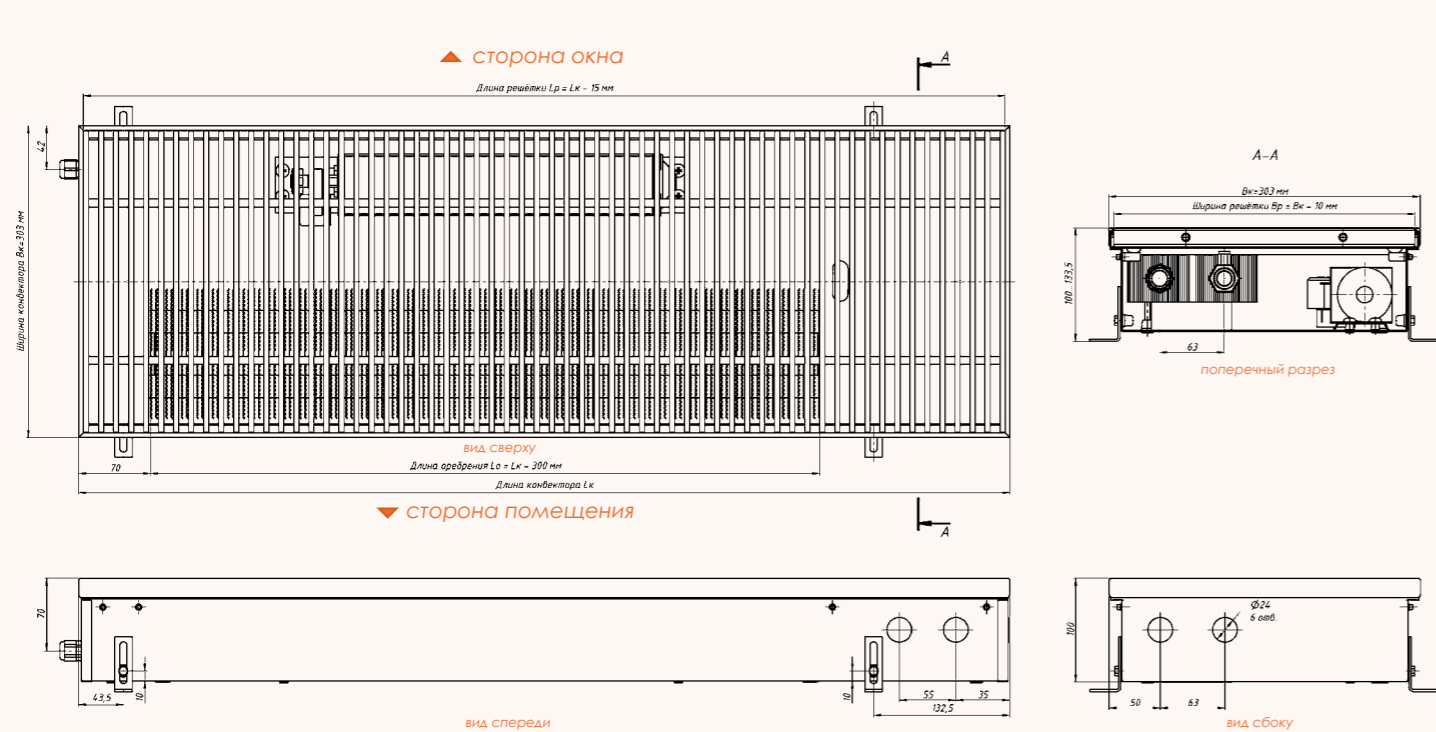 сторона окна
А
Длина решётки Lр = Lк - 15 мм
42
Ширина конвектора Вк=303 мм
вид сверху
70
Длина оребрения Lо = Lк - 300 мм
Длина конвектора Lк
сторона помещения
А
А-А
Вк=303 мм
Ширина решётки Вр = Вк - 10 мм
100...133,5
63
поперечный разрез
70
43,5
10
10
55
35
132,5
вид спереди
100
Ø24
6 отв.
50
63
вид сбоку